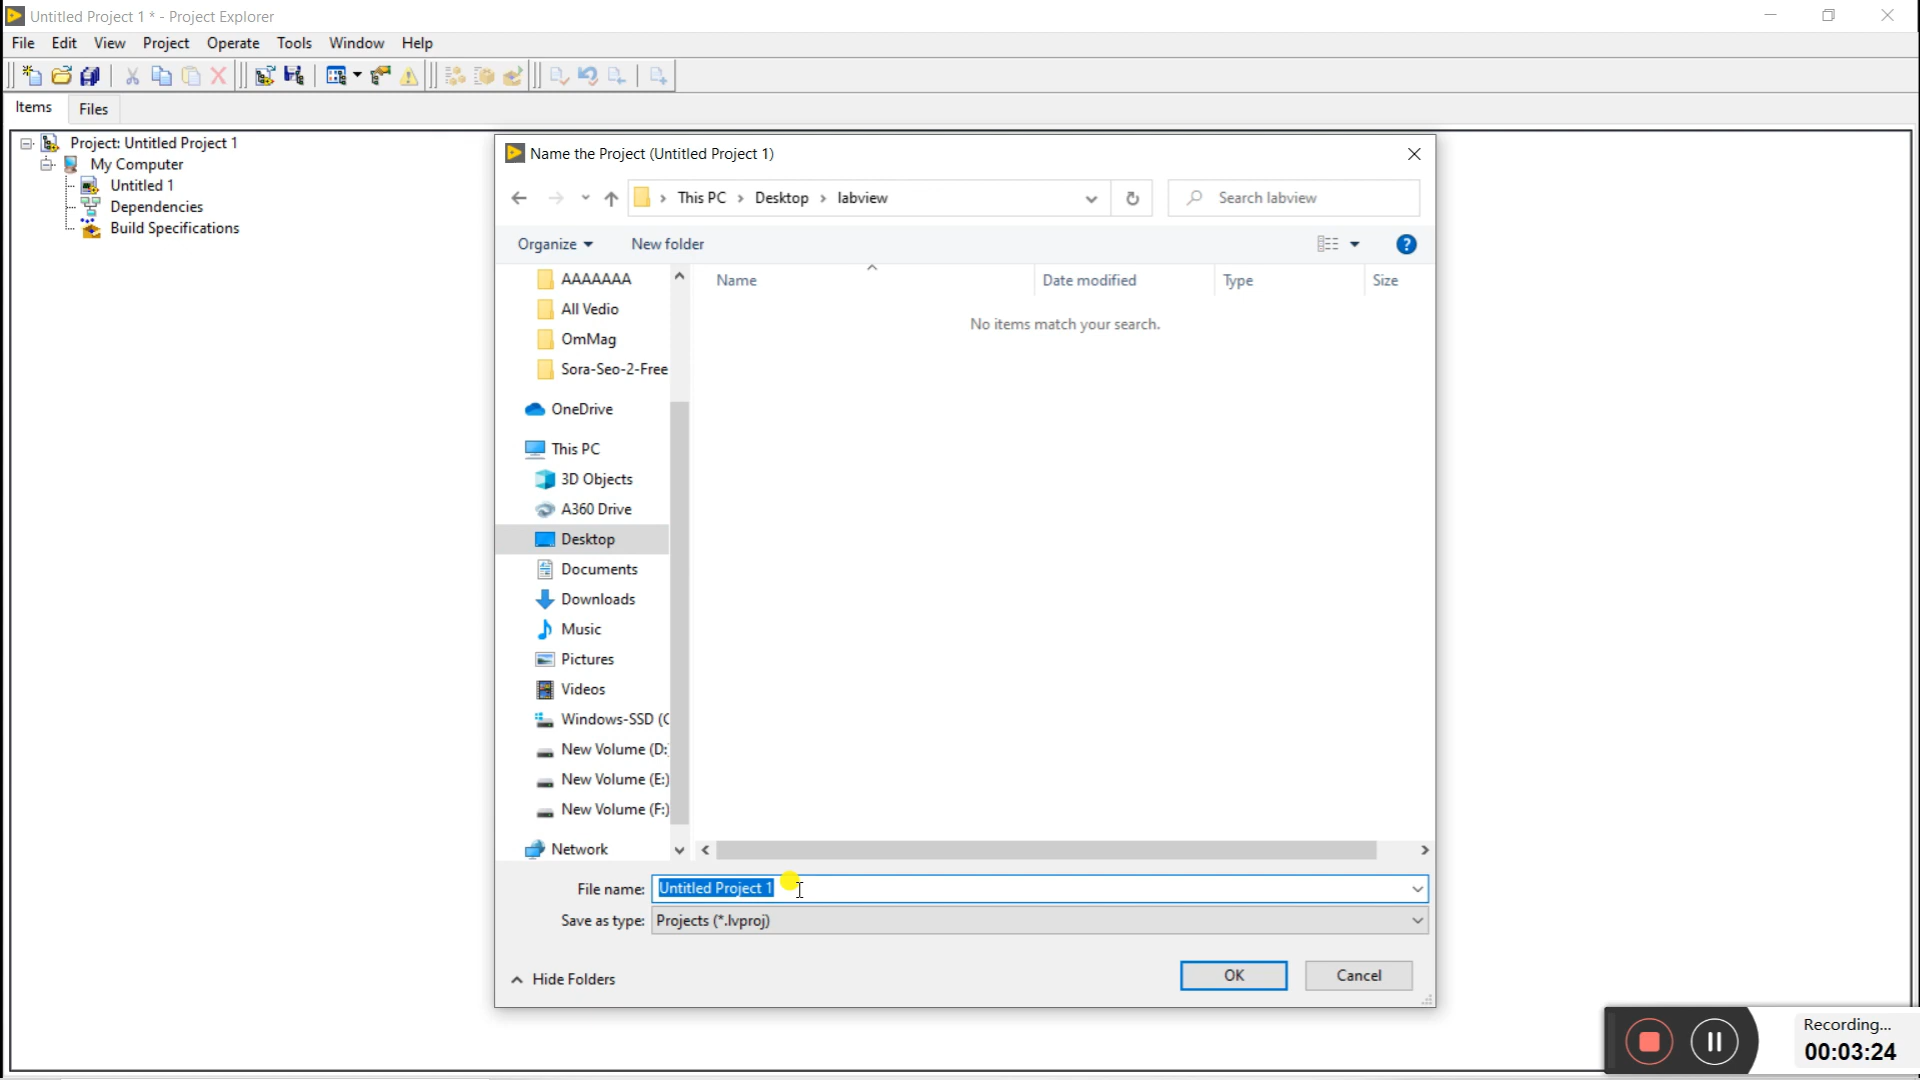 Untitled Project 1 * - Project Explorer
File Edit View Project Operate Tools Window Help
Items Files
Project: Untitled Project 1
My Computer
Untitled 1
Dependencies
Build Specifications
Name the Project (Untitled Project 1)
This PC Desktop labview
Search labview
Organize New folder
Name Date modified Type Size
No items match your search.
AAAAAAA
All Vedio
OmMag
Sora-Seo-2-Free
OneDrive
This PC
3D Objects
A360 Drive
Desktop
Documents
Downloads
Music
Pictures
Videos
Windows-SSD (C
New Volume (D:
New Volume (E:)
New Volume (F:)
Network
File name: Untitled Project 1
Save as type: Projects (*.lvproj)
Hide Folders
OK Cancel
Recording...
00:03:24